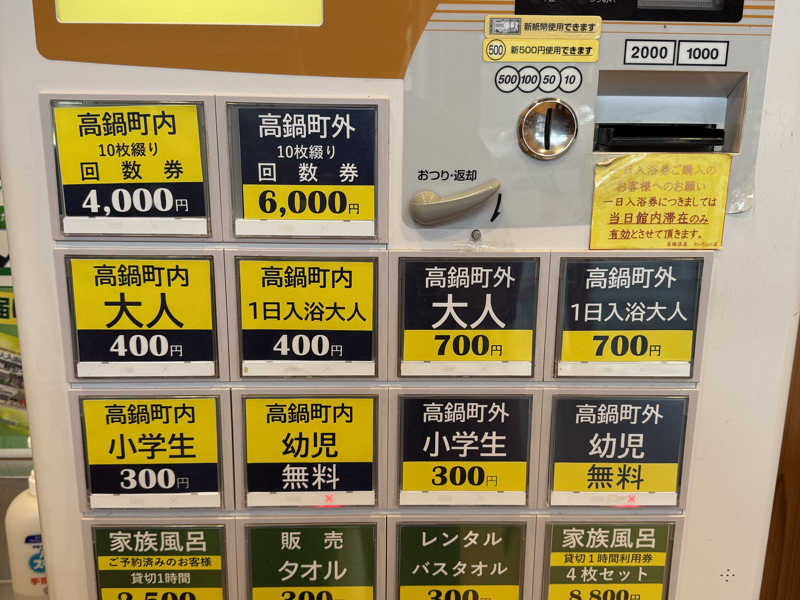 新紙幣使用できます
500 新500円使用できます
500 100 50 10
2000 1000
おつり・返却
一日入浴券ご購入の
お客様へのお願い
一日入浴券につきましては
当日館内滞在のみ
有効とさせて頂きます。
高鍋町内
10枚綴り
回数券
4,000円
高鍋町外
10枚綴り
回数券
6,000円
高鍋町内
大人
400円
高鍋町内
1日入浴大人
400円
高鍋町外
大人
700円
高鍋町外
1日入浴大人
700円
高鍋町内
小学生
300円
高鍋町内
幼児
無料
高鍋町外
小学生
300円
高鍋町外
幼児
無料
家族風呂
ご予約済みのお客様
貸切1時間
販売
タオル
300
レンタル
バスタオル
300
家族風呂
貸切1時間利用券
4枚セット
8,800